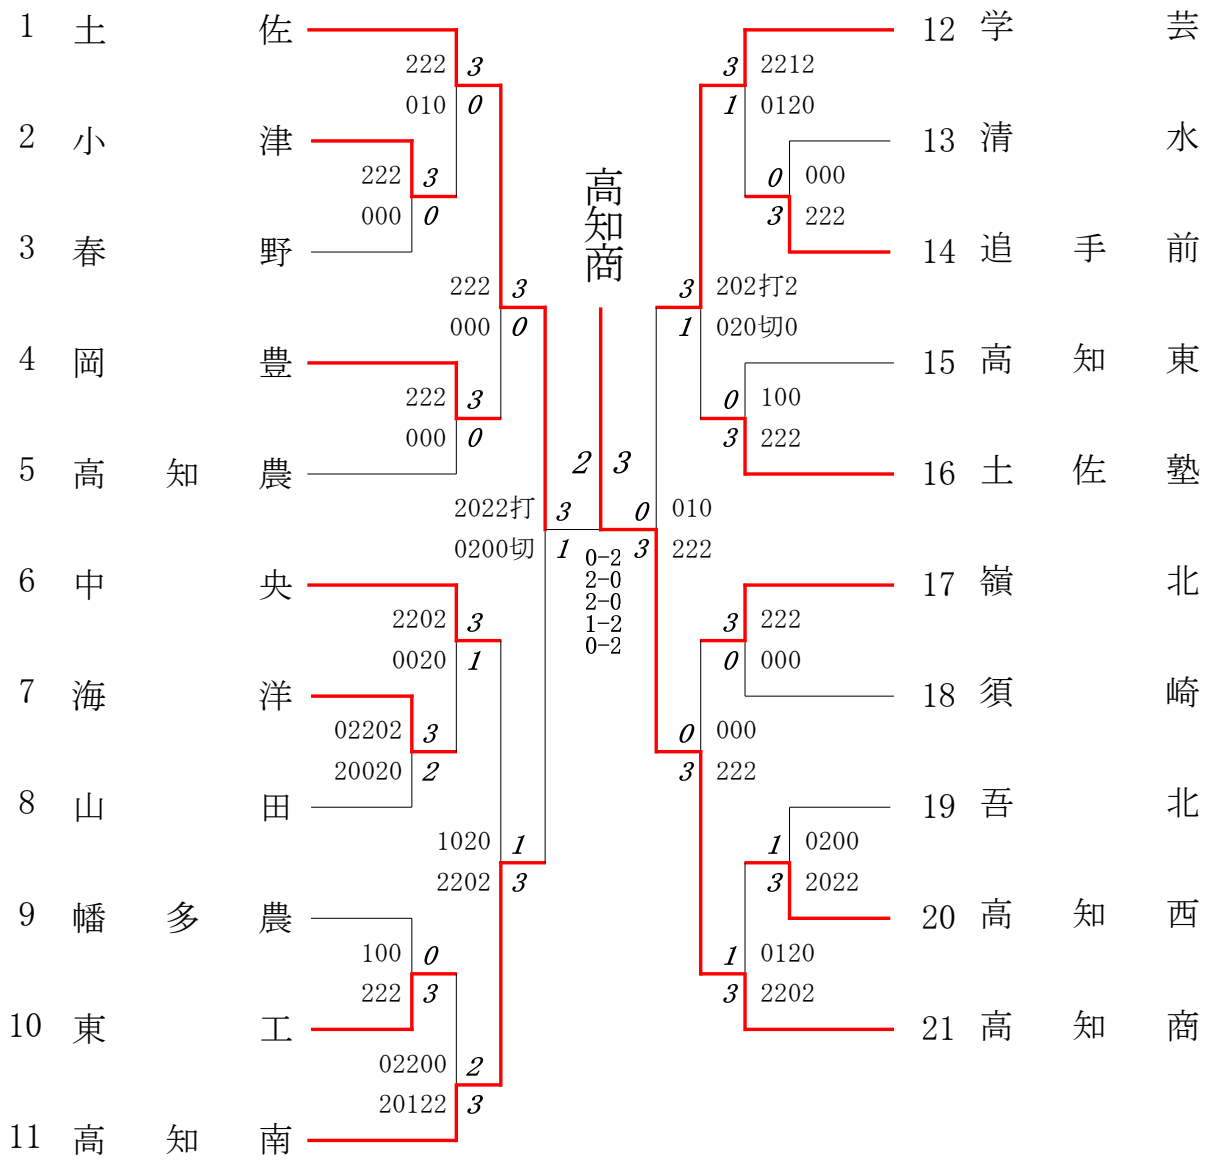 1 土佐
222 3
010 0
2 小津
222 3
000 0
3 春野
222 3
000 0
4 岡豊
222 3
000 0
5 高知農
2022打 3
0200切 1
6 中央
2202 3
0020 1
7 海洋
02202 3
20020 2
8 山田
1020 1
2202 3
9 幡多農
100 0
222 3
10 東工
02200 2
20122 3
11 高知南
高知商
2 3
0-2
2-0
2-0
1-2
0-2
12 学芸
3 2212
1 0120
13 清水
0 000
3 222
14 追手前
3 202打2
1 020切0
15 高知東
0 100
3 222
16 土佐塾
0 010
3 222
17 嶺北
3 222
0 000
18 須崎
0 000
3 222
19 吾北
1 0200
3 2022
20 高知西
1 0120
3 2202
21 高知商